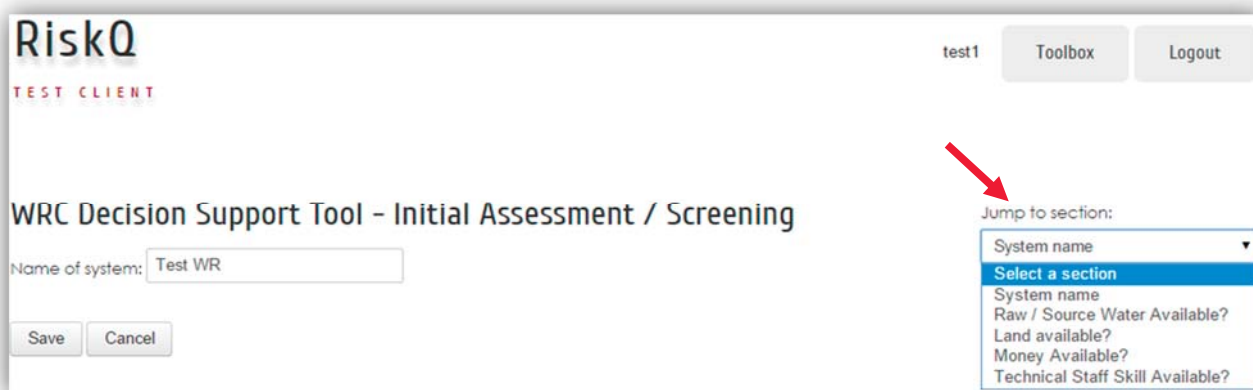 RiskQ
TEST CLIENT
test1 Toolbox Logout
WRC Decision Support Tool - Initial Assessment / Screening
Name of system: Test WR
Save Cancel
Jump to section:
System name
Select a section
System name
Raw / Source Water Available?
Land available?
Money Available?
Technical Staff Skill Available?